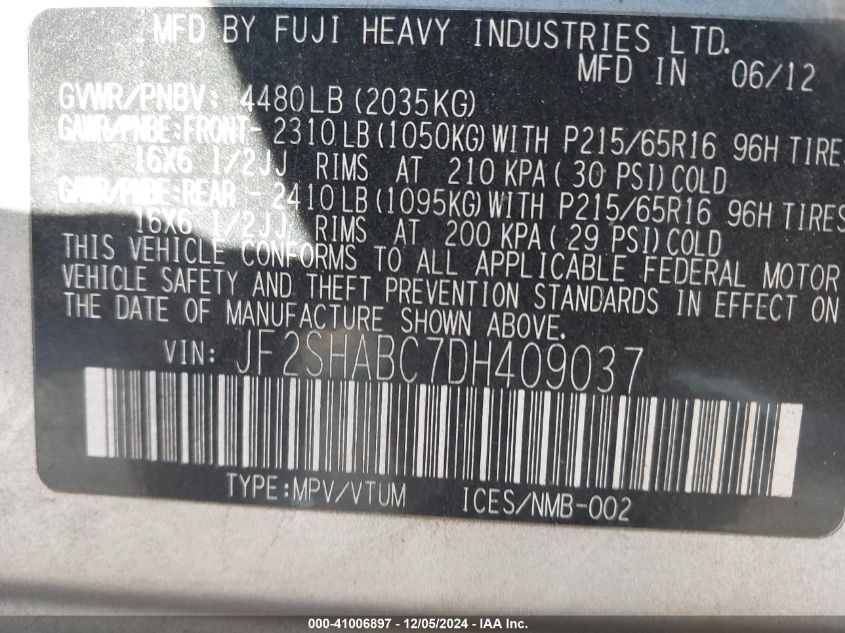 MFD BY FUJI HEAVY INDUSTRIES LTD.
MFD IN 06/12
GVWR/PNBV: 4480LB (2035KG)
GAWR/PNBE:FRONT- 2310LB (1050KG) WITH P215/65R16 96H TIRES
16X6 1/2JJ RIMS AT 210 KPA ( 30 PSI) COLD
GAWR/PNBE:REAR - 2410LB (1095KG) WITH P215/65R16 96H TIRES
16X6 1/2JJ RIMS AT 200 KPA ( 29 PSI) COLD
THIS VEHICLE CONFORMS TO ALL APPLICABLE FEDERAL MOTOR
VEHICLE SAFETY AND THEFT PREVENTION STANDARDS IN EFFECT ON
THE DATE OF MANUFACTURE SHOWN ABOVE.
VIN: JF2SHABC7DH409037
TYPE:MPV/VTUM ICES/NMB-002
000-41006897 - 12/05/2024 - IAA Inc.